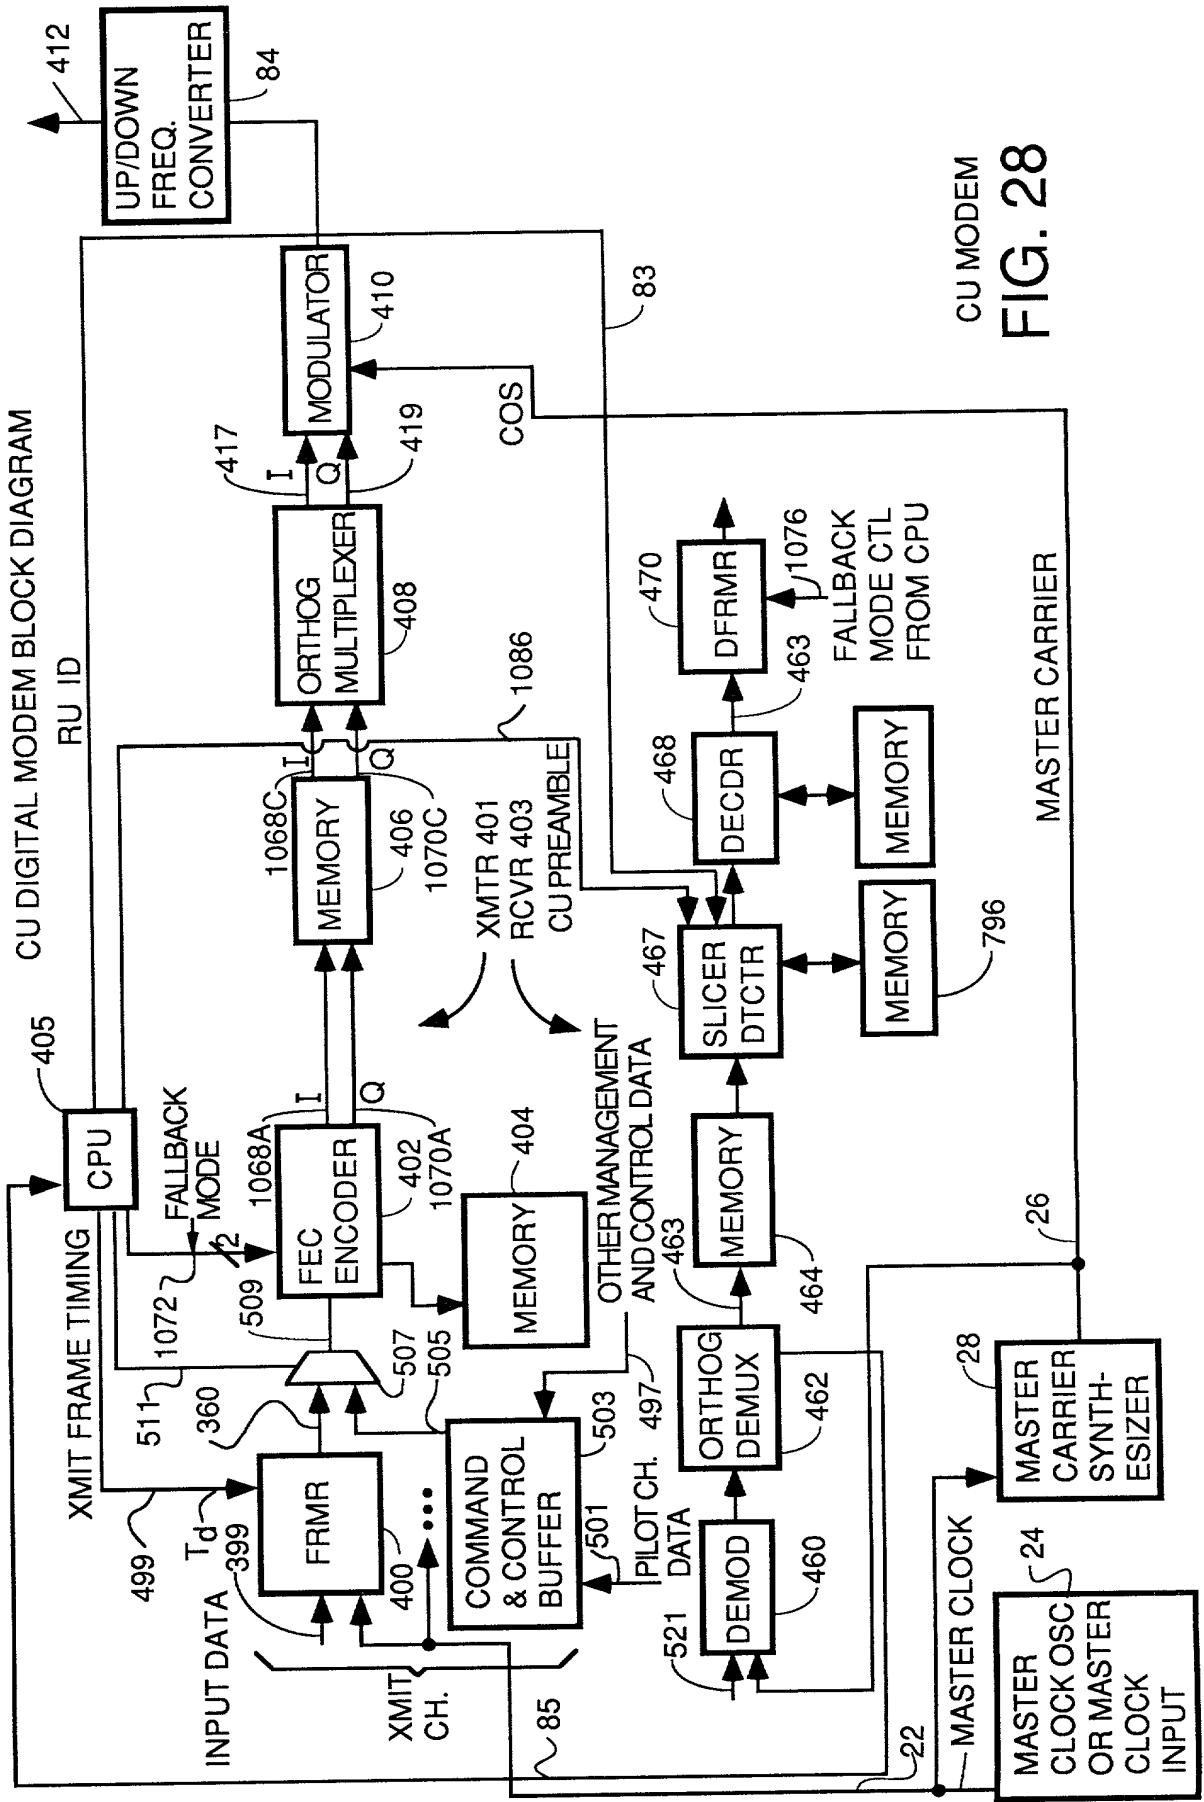 CU DIGITAL MODEM BLOCK DIAGRAM
RU ID
405
CPU
XMIT FRAME TIMING
FALLBACK
MODE
1072
2
511
499
Td
INPUT DATA
399
FRMR
400
360
509
507
505
FEC
ENCODER
402
1068A
I
Q
1070A
MEMORY
404
MEMORY
406
1068C
I
Q
1070C
ORTHOG
MULTIPLEXER
408
417
I
Q
419
MODULATOR
410
UP/DOWN
FREQ.
CONVERTER
84
412
XMIT
CH.
COMMAND
& CONTROL
BUFFER
503
501
PILOT CH.
DATA
497
OTHER MANAGEMENT
AND CONTROL DATA
XMTR 401
RCVR 403
CU PREAMBLE
1086
COS
83
85
521
DEMOD
460
ORTHOG
DEMUX
462
463
MEMORY
464
SLICER
DTCTR
467
MEMORY
796
DECDR
468
MEMORY
463
DFRMR
470
1076
FALLBACK
MODE CTL
FROM CPU
22
MASTER CLOCK
MASTER
CLOCK OSC
OR MASTER
CLOCK
INPUT
24
MASTER
CARRIER
SYNTH-
ESIZER
28
26
MASTER CARRIER
CU MODEM
FIG. 28